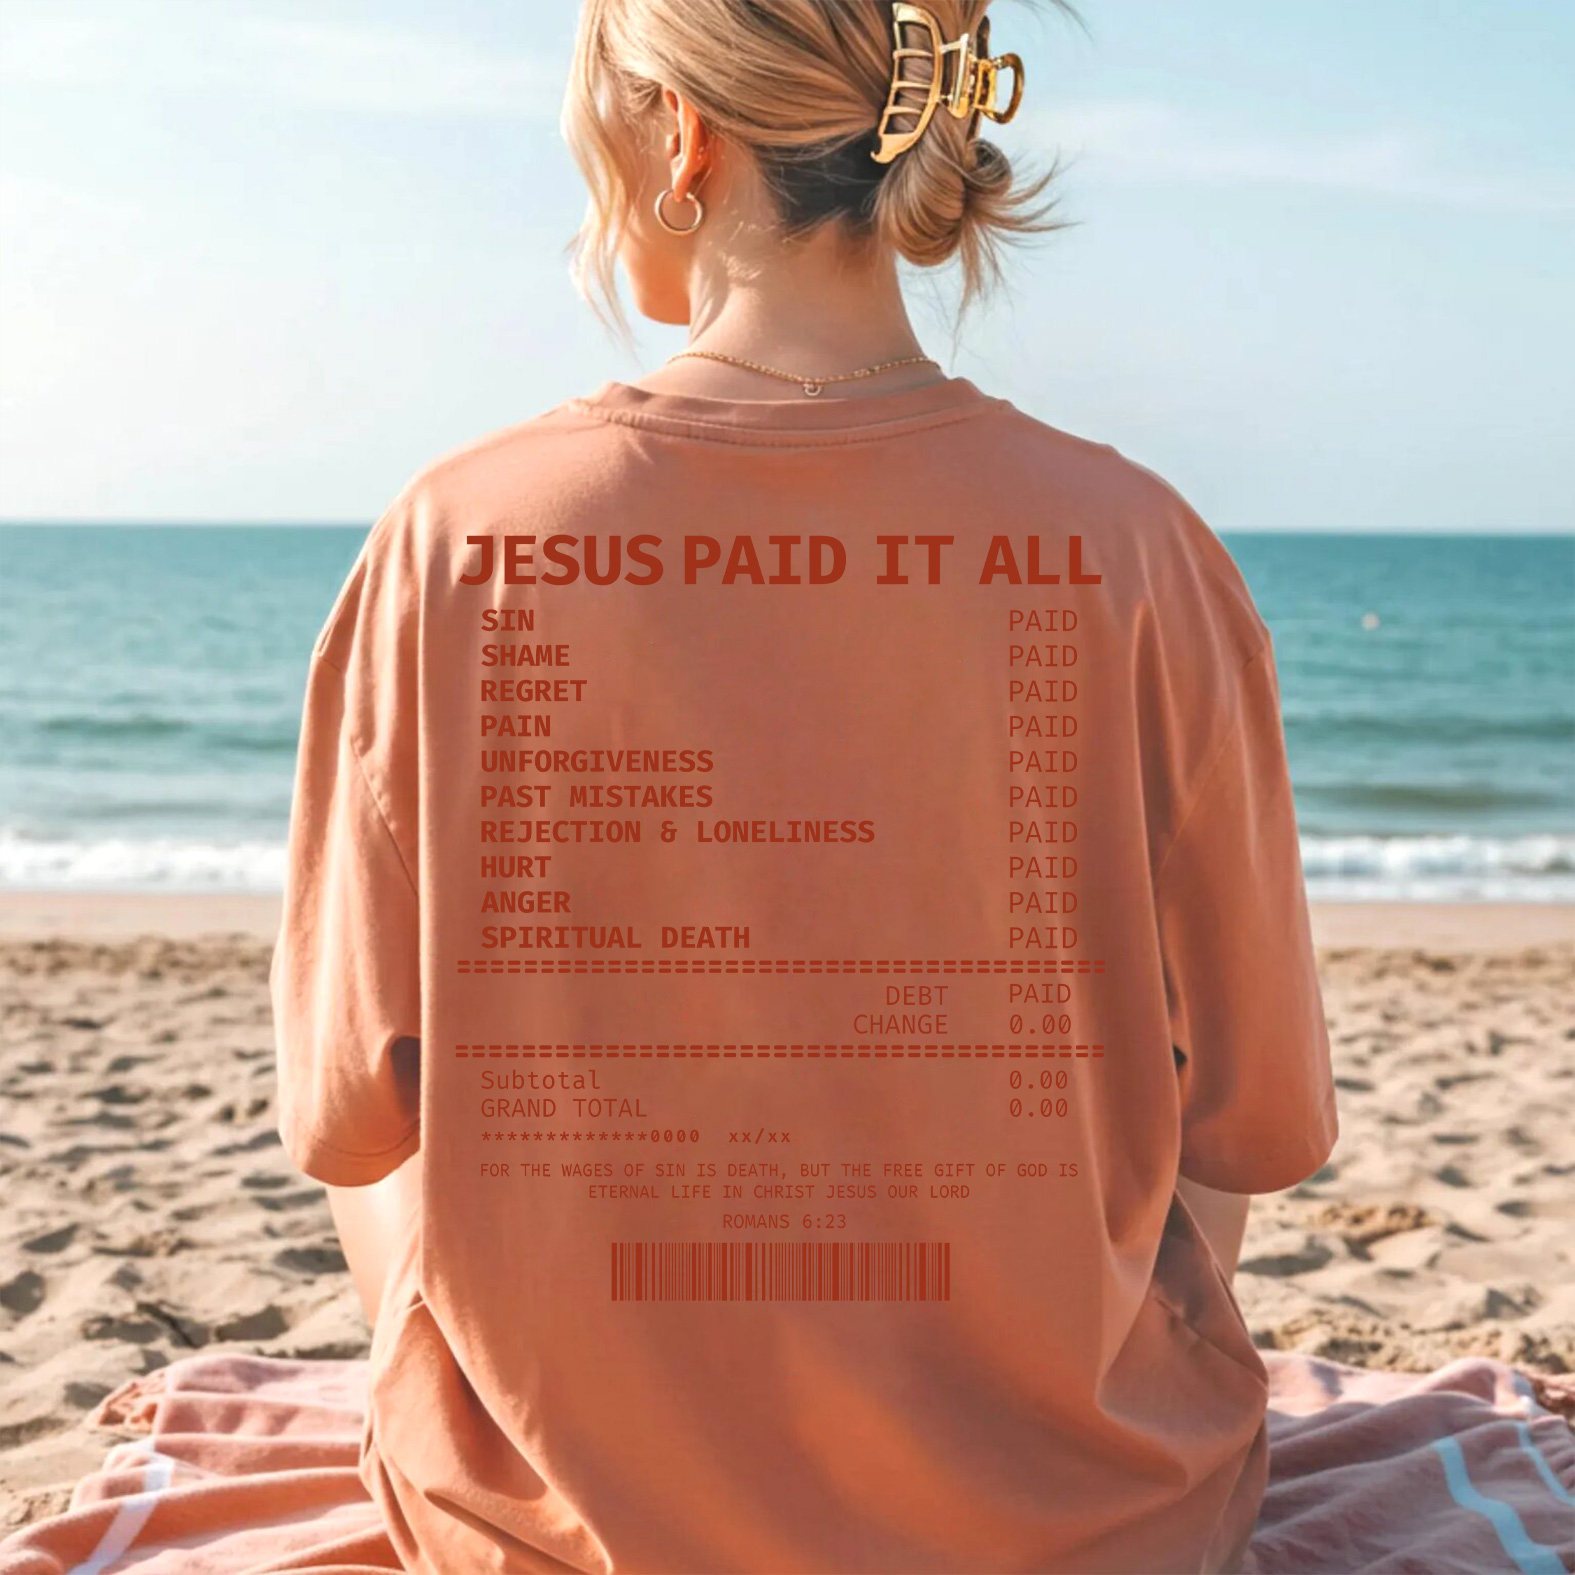 JESUS PAID IT ALL
SIN PAID
SHAME PAID
REGRET PAID
PAIN PAID
UNFORGIVENESS PAID
PAST MISTAKES PAID
REJECTION & LONELINESS PAID
HURT PAID
ANGER PAID
SPIRITUAL DEATH PAID
DEBT PAID
CHANGE 0.00
Subtotal 0.00
GRAND TOTAL 0.00
*************0000 xx/xx
FOR THE WAGES OF SIN IS DEATH, BUT THE FREE GIFT OF GOD IS
ETERNAL LIFE IN CHRIST JESUS OUR LORD
ROMANS 6:23